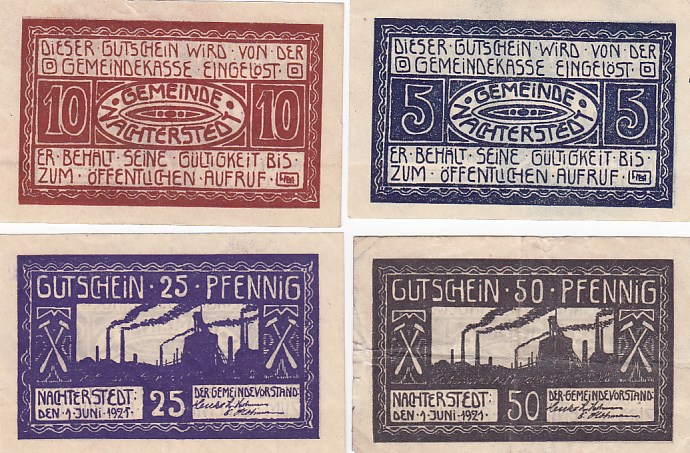 DIESER GUTSCHEIN WIRD VON DER
GEMEINDEKASSE EINGELÖST
10 GEMEINDE 10
NACHTERSTEDT
ER BEHÄLT SEINE GÜLTIGKEIT BIS
ZUM ÖFFENTLICHEN AUFRUF
DIESER GUTSCHEIN WIRD VON DER
GEMEINDEKASSE EINGELÖST
5 GEMEINDE 5
NACHTERSTEDT
ER BEHÄLT SEINE GÜLTIGKEIT BIS
ZUM ÖFFENTLICHEN AUFRUF
GUTSCHEIN · 25 · PFENNIG
NACHTERSTEDT:
DEN · 1 · JUNI · 1921 ·
25
DER GEMEINDEVORSTAND:
GUTSCHEIN · 50 · PFENNIG
NACHTERSTEDT:
DEN · 1 · JUNI · 1921 ·
50
DER GEMEINDEVORSTAND: